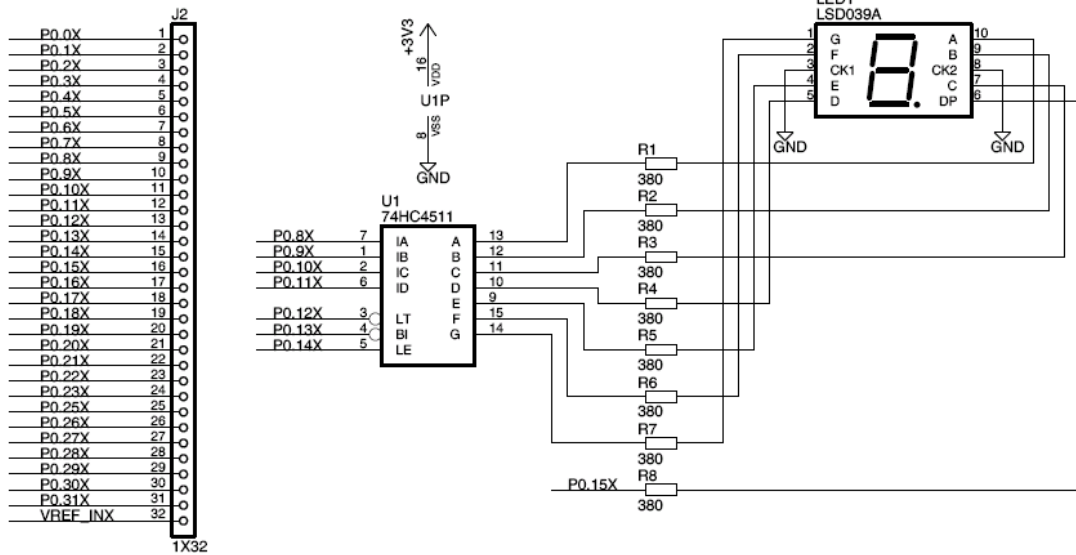 J2
P0.0X 1
P0.1X 2
P0.2X 3
P0.3X 4
P0.4X 5
P0.5X 6
P0.6X 7
P0.7X 8
P0.8X 9
P0.9X 10
P0.10X 11
P0.11X 12
P0.12X 13
P0.13X 14
P0.14X 15
P0.15X 16
P0.16X 17
P0.17X 18
P0.18X 19
P0.19X 20
P0.20X 21
P0.21X 22
P0.22X 23
P0.23X 24
P0.25X 25
P0.26X 26
P0.27X 27
P0.28X 28
P0.29X 29
P0.30X 30
P0.31X 31
VREF_INX 32
1X32
+3V3
16 VDD
U1P
8 VSS
GND
U1
74HC4511
P0.8X 7 IA A 13
P0.9X 1 IB B 12
P0.10X 2 IC C 11
P0.11X 6 ID D 10
E 9
P0.12X 3 LT F 15
P0.13X 4 BI G 14
P0.14X 5 LE
R1
380
R2
380
R3
380
R4
380
R5
380
R6
380
R7
380
P0.15X R8
380
LSD039A
1 G A 10
2 F B 9
3 CK1 CK2 8
4 E C 7
5 D DP 6
GND GND